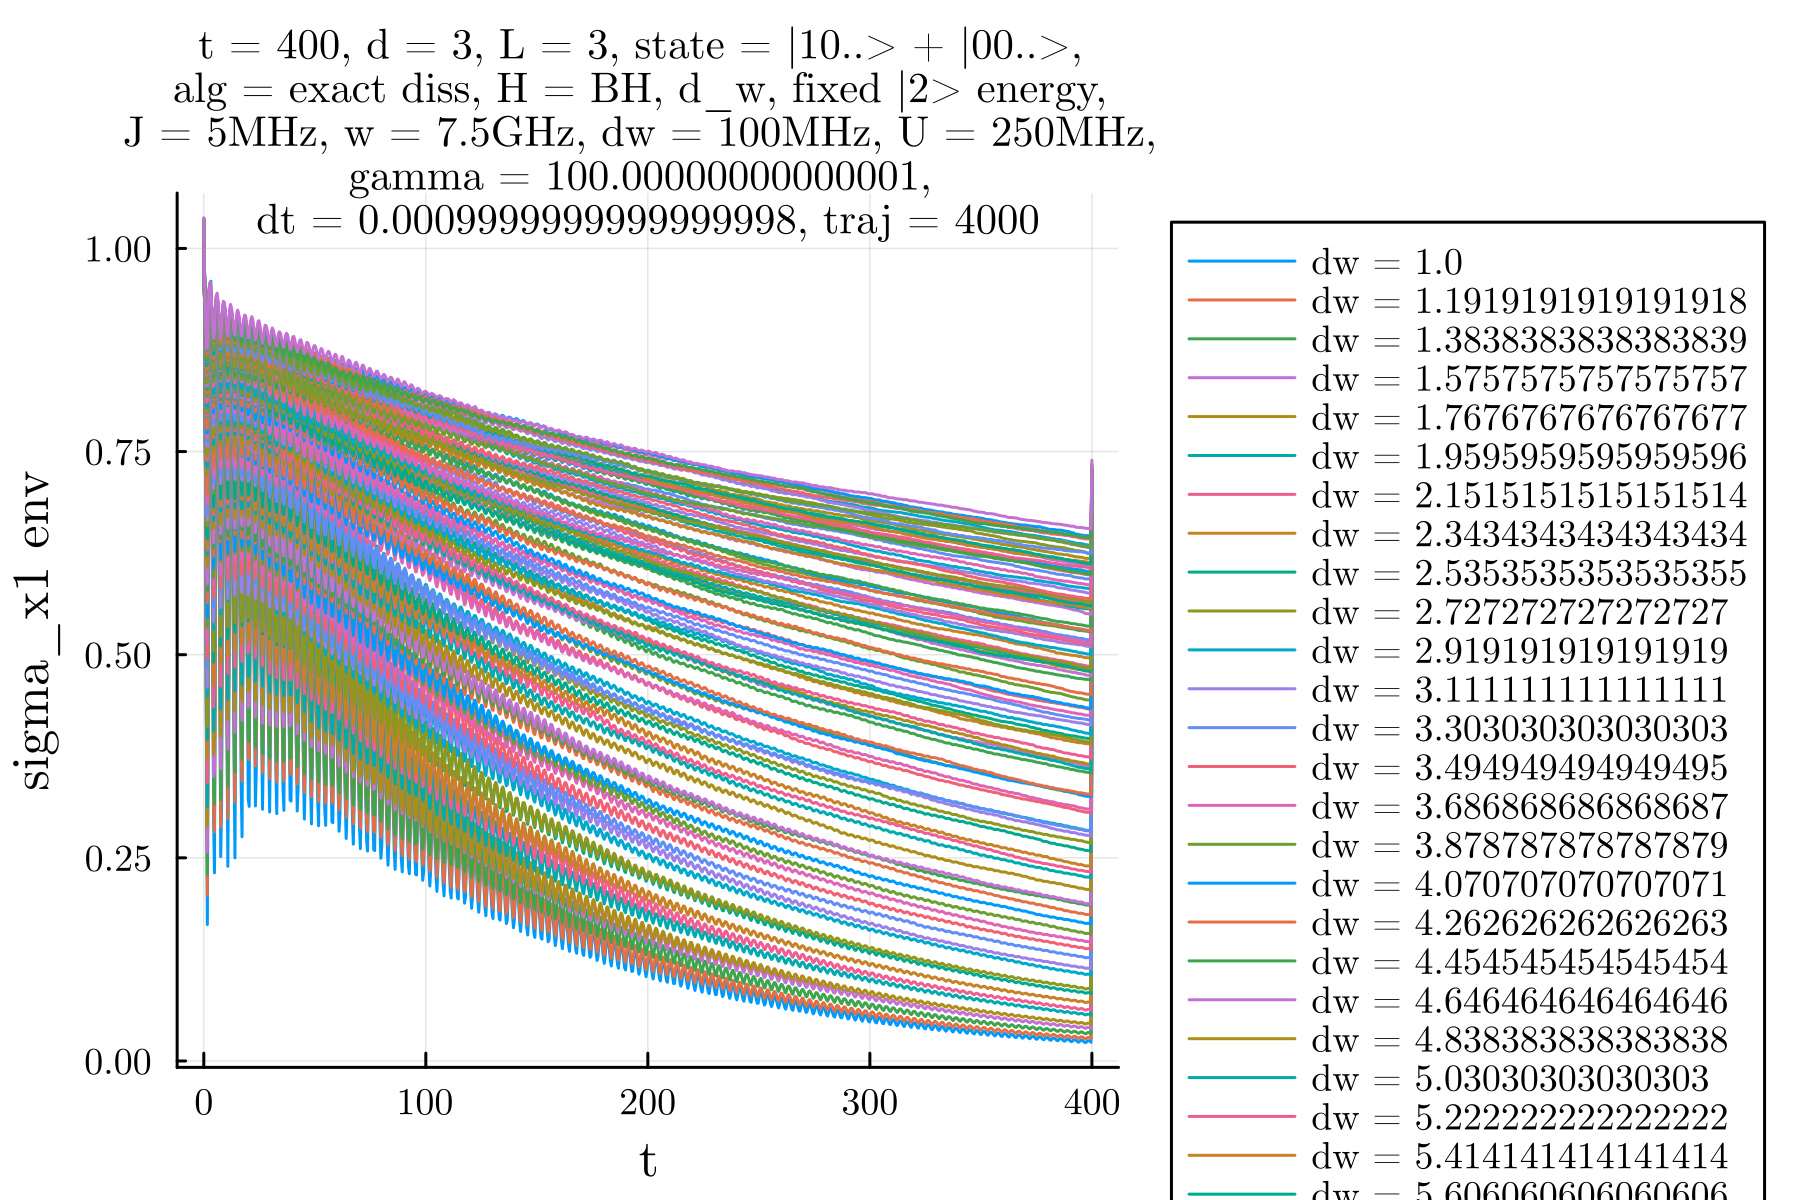 t = 400, d = 3, L = 3, state = |10..> + |00..>,
alg = exact diss, H = BH, d_w, fixed |2> energy,
J = 5MHz, w = 7.5GHz, dw = 100MHz, U = 250MHz,
gamma = 100.00000000000001,
dt = 0.0009999999999999998, traj = 4000
sigma_x1 env
1.00
0.75
0.50
0.25
0.00
0
100
200
300
400
t
dw = 1.0
dw = 1.1919191919191918
dw = 1.3838383838383839
dw = 1.5757575757575757
dw = 1.7676767676767677
dw = 1.9595959595959596
dw = 2.1515151515151514
dw = 2.3434343434343434
dw = 2.5353535353535355
dw = 2.727272727272727
dw = 2.919191919191919
dw = 3.111111111111111
dw = 3.303030303030303
dw = 3.494949494949495
dw = 3.686868686868687
dw = 3.878787878787879
dw = 4.070707070707071
dw = 4.262626262626263
dw = 4.454545454545454
dw = 4.646464646464646
dw = 4.838383838383838
dw = 5.03030303030303
dw = 5.222222222222222
dw = 5.414141414141414
dw = 5.606060606060606